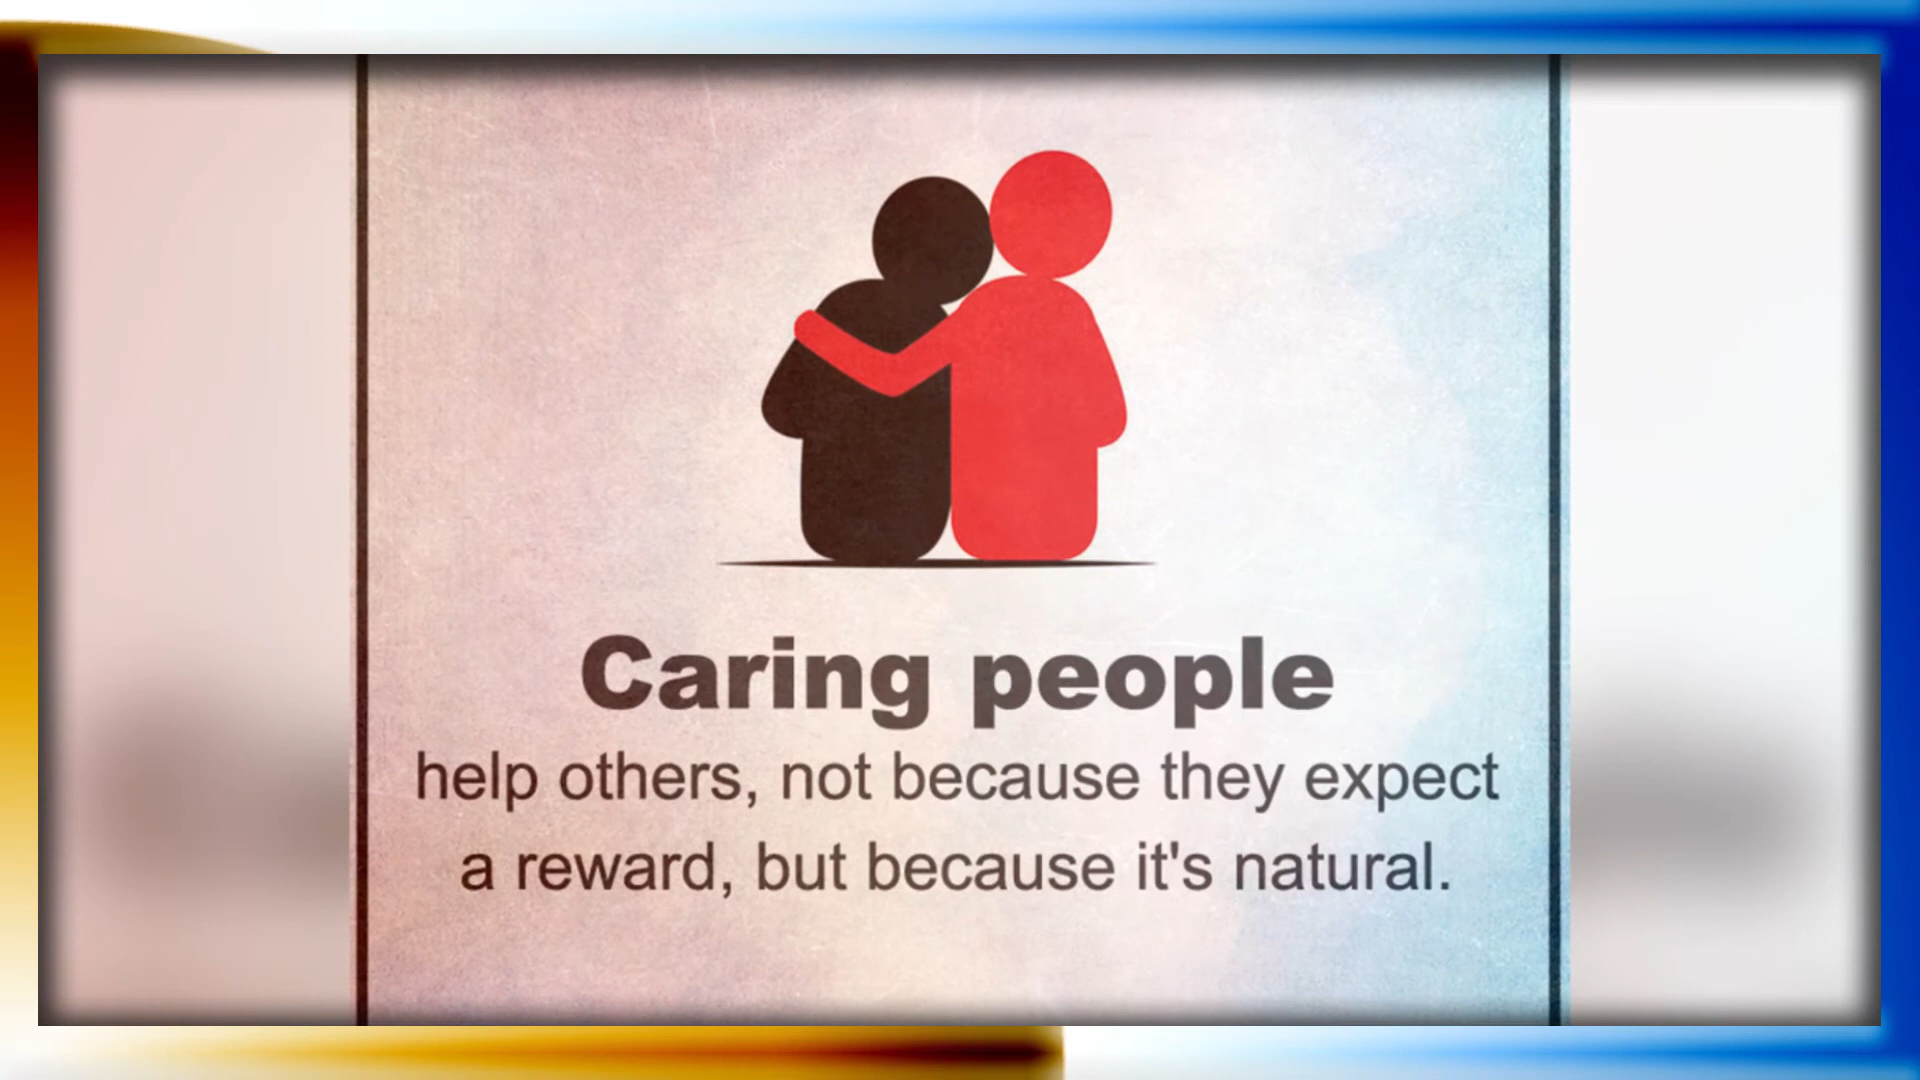 Caring people
help others, not because they expect
a reward, but because it's natural.